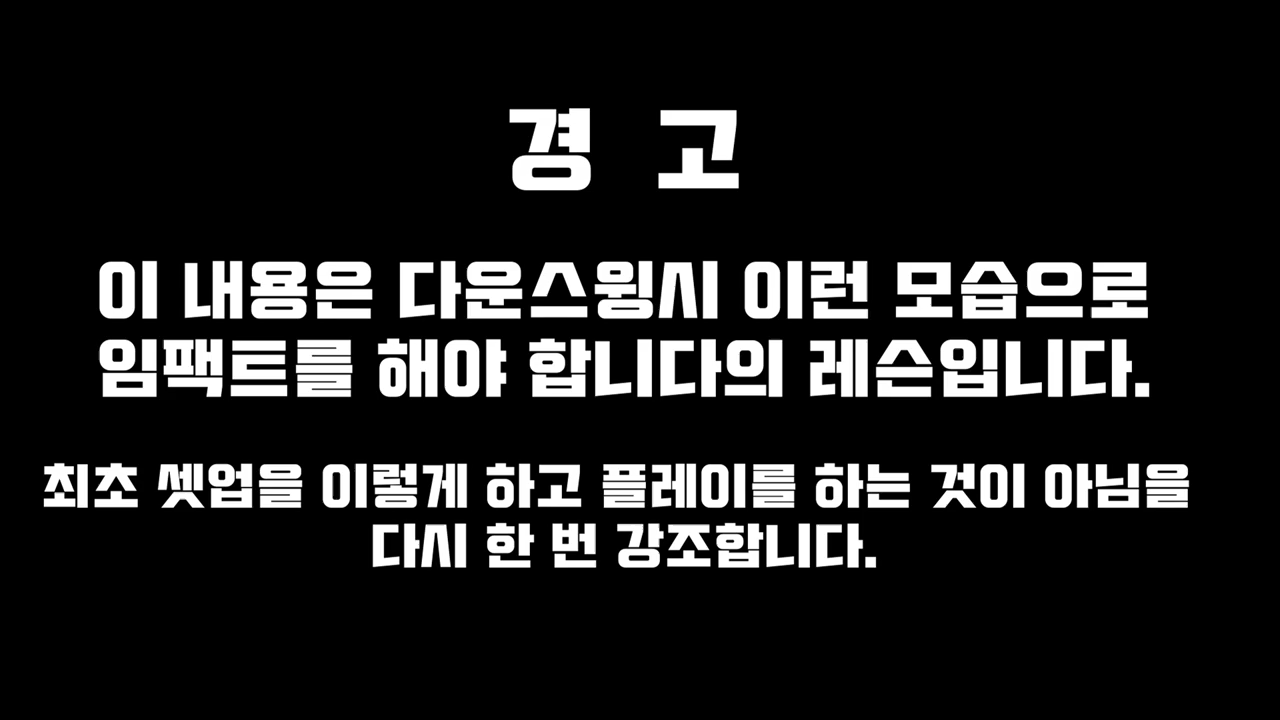 경 고
이 내용은 다운스윙시 이런 모습으로
임팩트를 해야 합니다의 레슨입니다.
최초 셋업을 이렇게 하고 플레이를 하는 것이 아님을
다시 한 번 강조합니다.